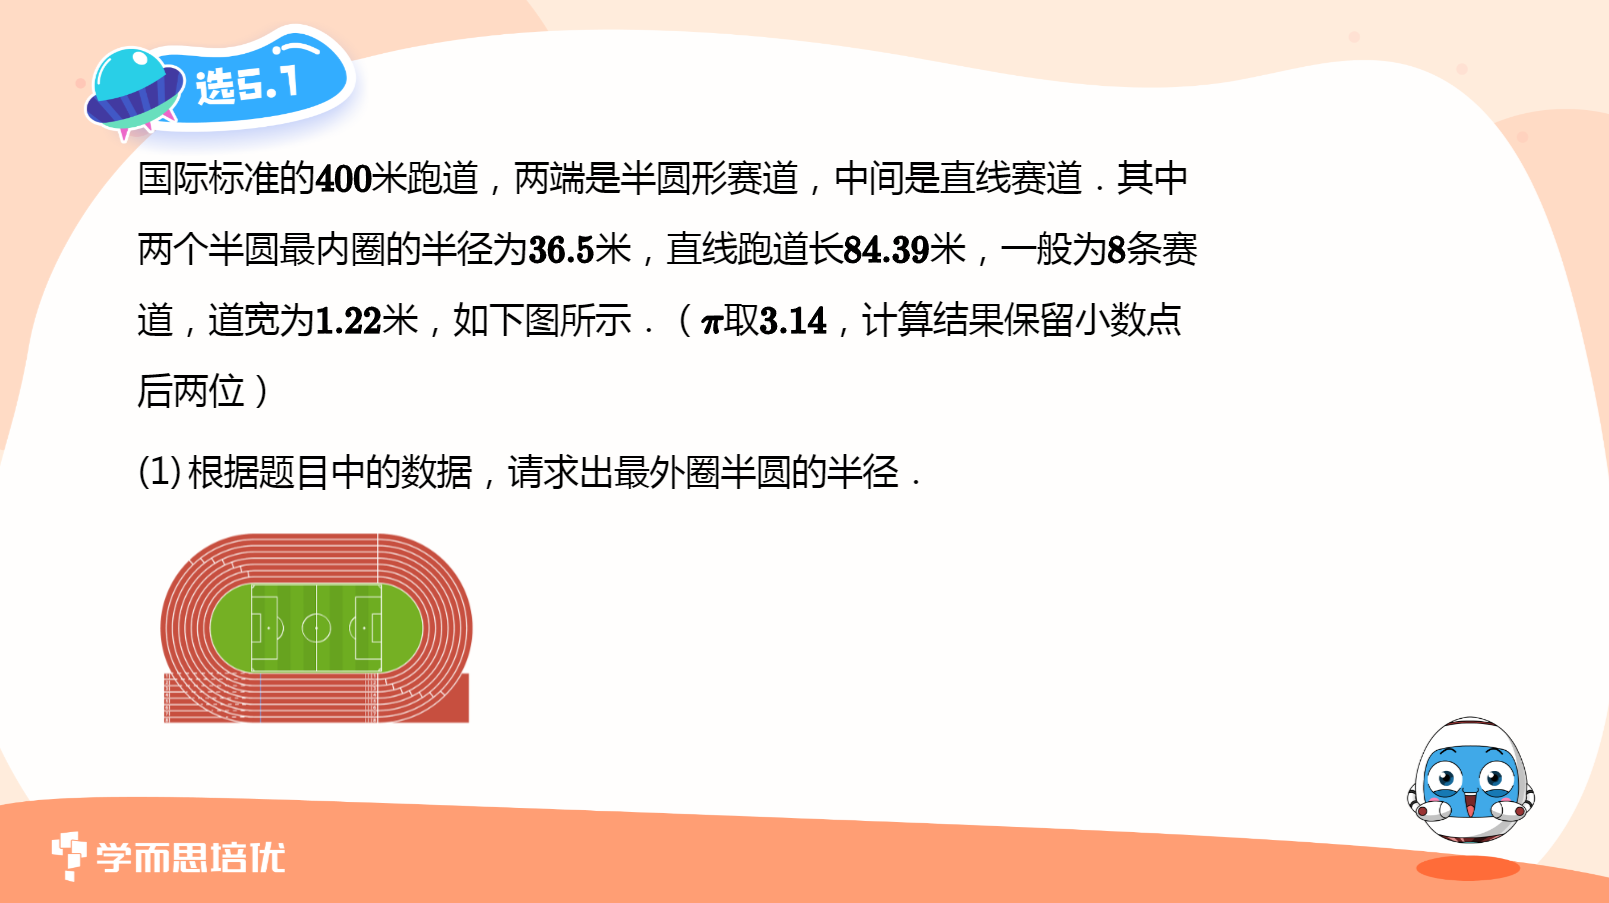 选5.1
国际标准的400米跑道，两端是半圆形赛道，中间是直线赛道．其中
两个半圆最内圈的半径为36.5米，直线跑道长84.39米，一般为8条赛
道，道宽为1.22米，如下图所示．（π取3.14，计算结果保留小数点
后两位）
(1) 根据题目中的数据，请求出最外圈半圆的半径．
学而思培优